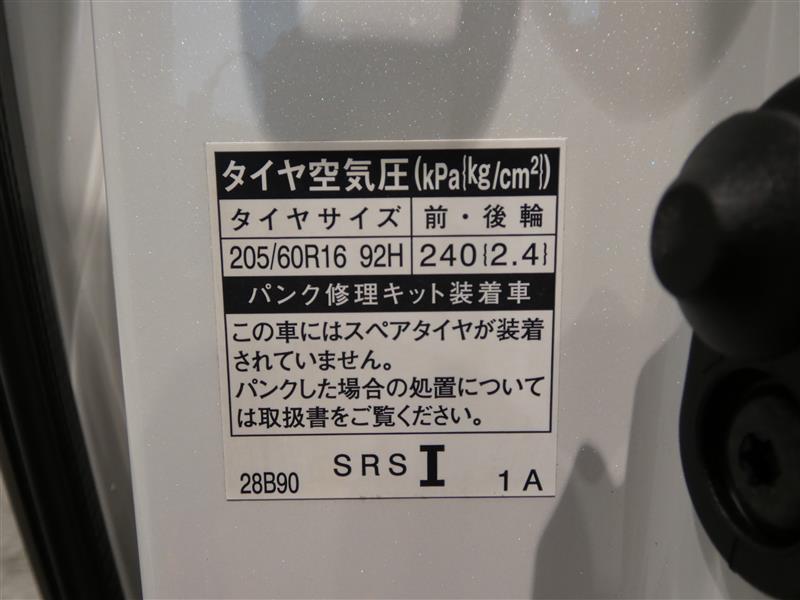 タイヤ空気圧(kPa{kg/cm²})
タイヤサイズ 前・後輪
205/60R16 92H 240{2.4}
パンク修理キット装着車
この車にはスペアタイヤが装着
されていません。
パンクした場合の処置について
は取扱書をご覧ください。
28B90 SRS I 1A